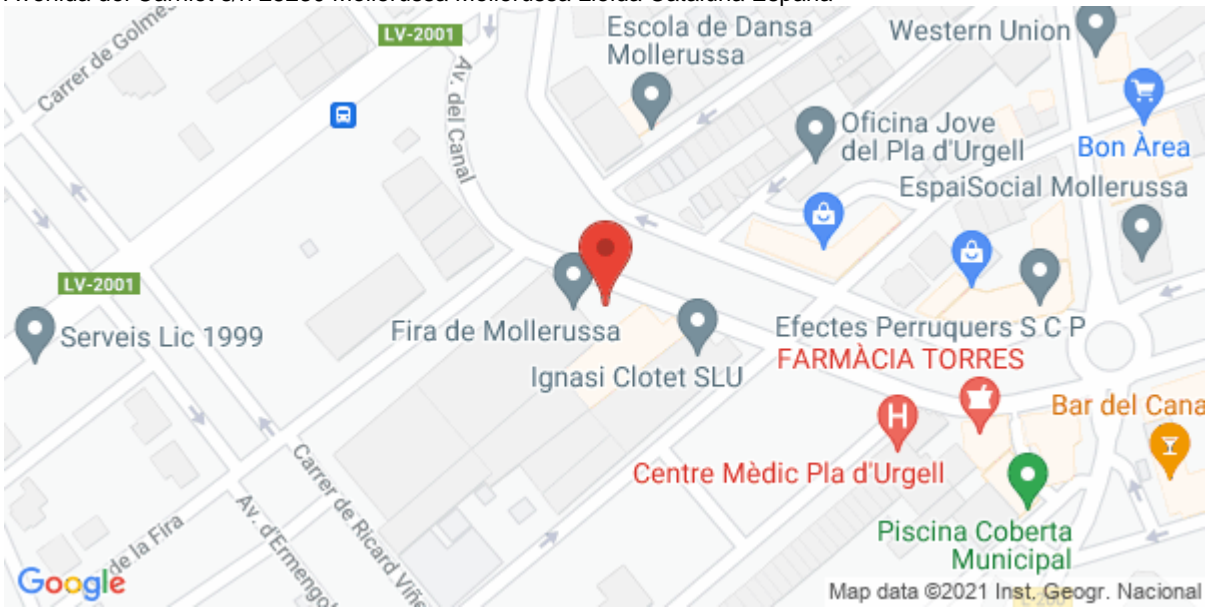 LV-2001
Escola de Dansa
Mollerussa
Western Union
Carrer de Golmés
Av. del Canal
Oficina Jove
del Pla d'Urgell
Bon Àrea
EspaiSocial Mollerussa
LV-2001
Serveis Lic 1999
Fira de Mollerussa
Efectes Perruquers S C P
Ignasi Clotet SLU
FARMÀCIA TORRES
H
Bar del Cana
Centre Mèdic Pla d'Urgell
Carrer de Ricard Viñe
Av. d'Ermengo
de la Fira
Piscina Coberta
Municipal
Google
Map data ©2021 Inst. Geogr. Nacional